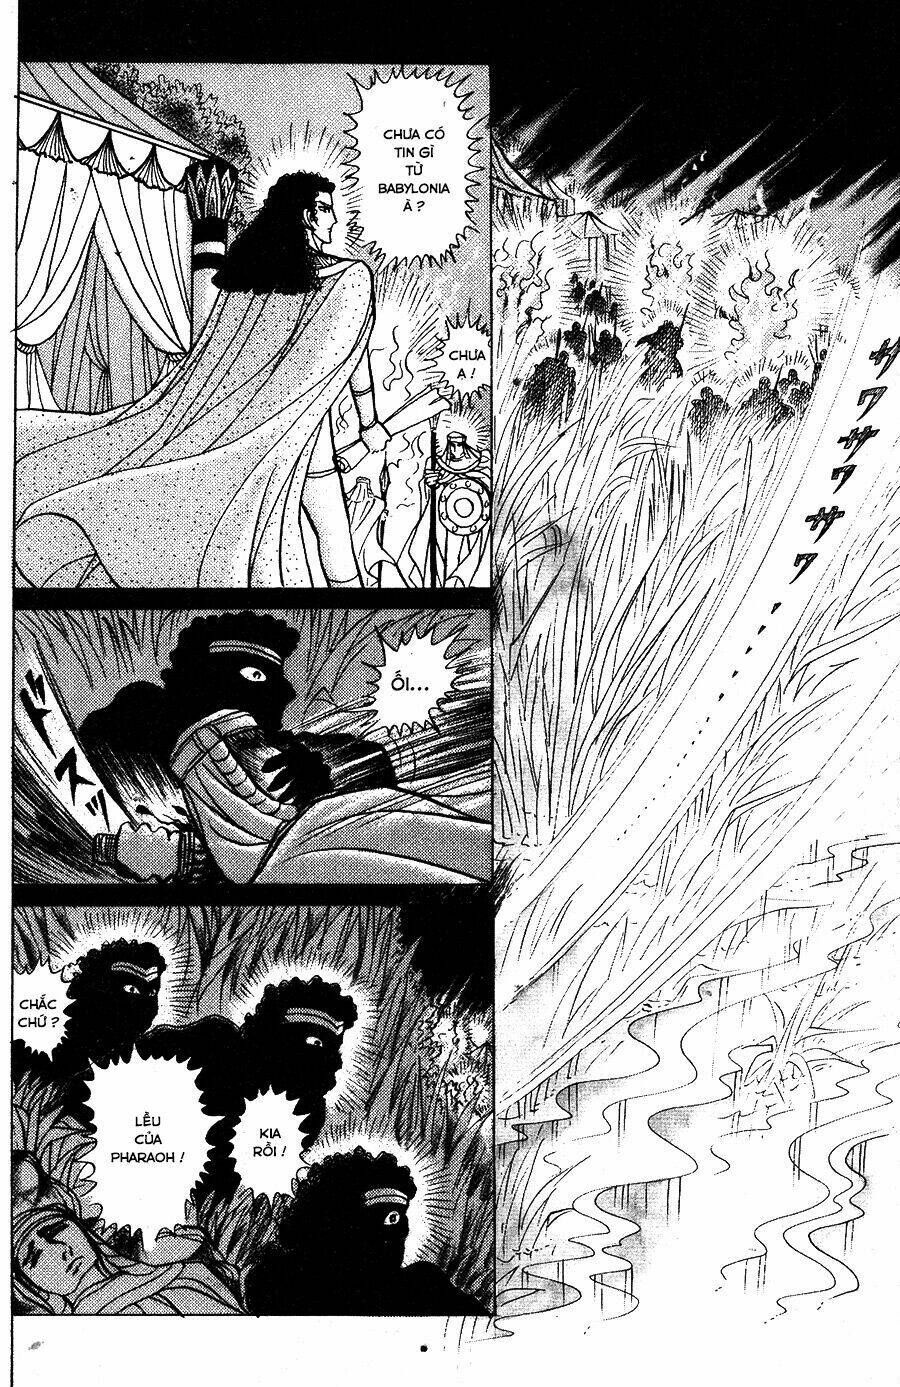 CHƯA CÓ
TIN GÌ
TỪ
BABYLONIA
À ?
CHƯA
Ạ !
ザワ
ザワ
ザワ
ỐI...
ドスッ
CHẮC
CHỨ ?
LỀU
CỦA
PHARAOH !
KIA
RỒI !